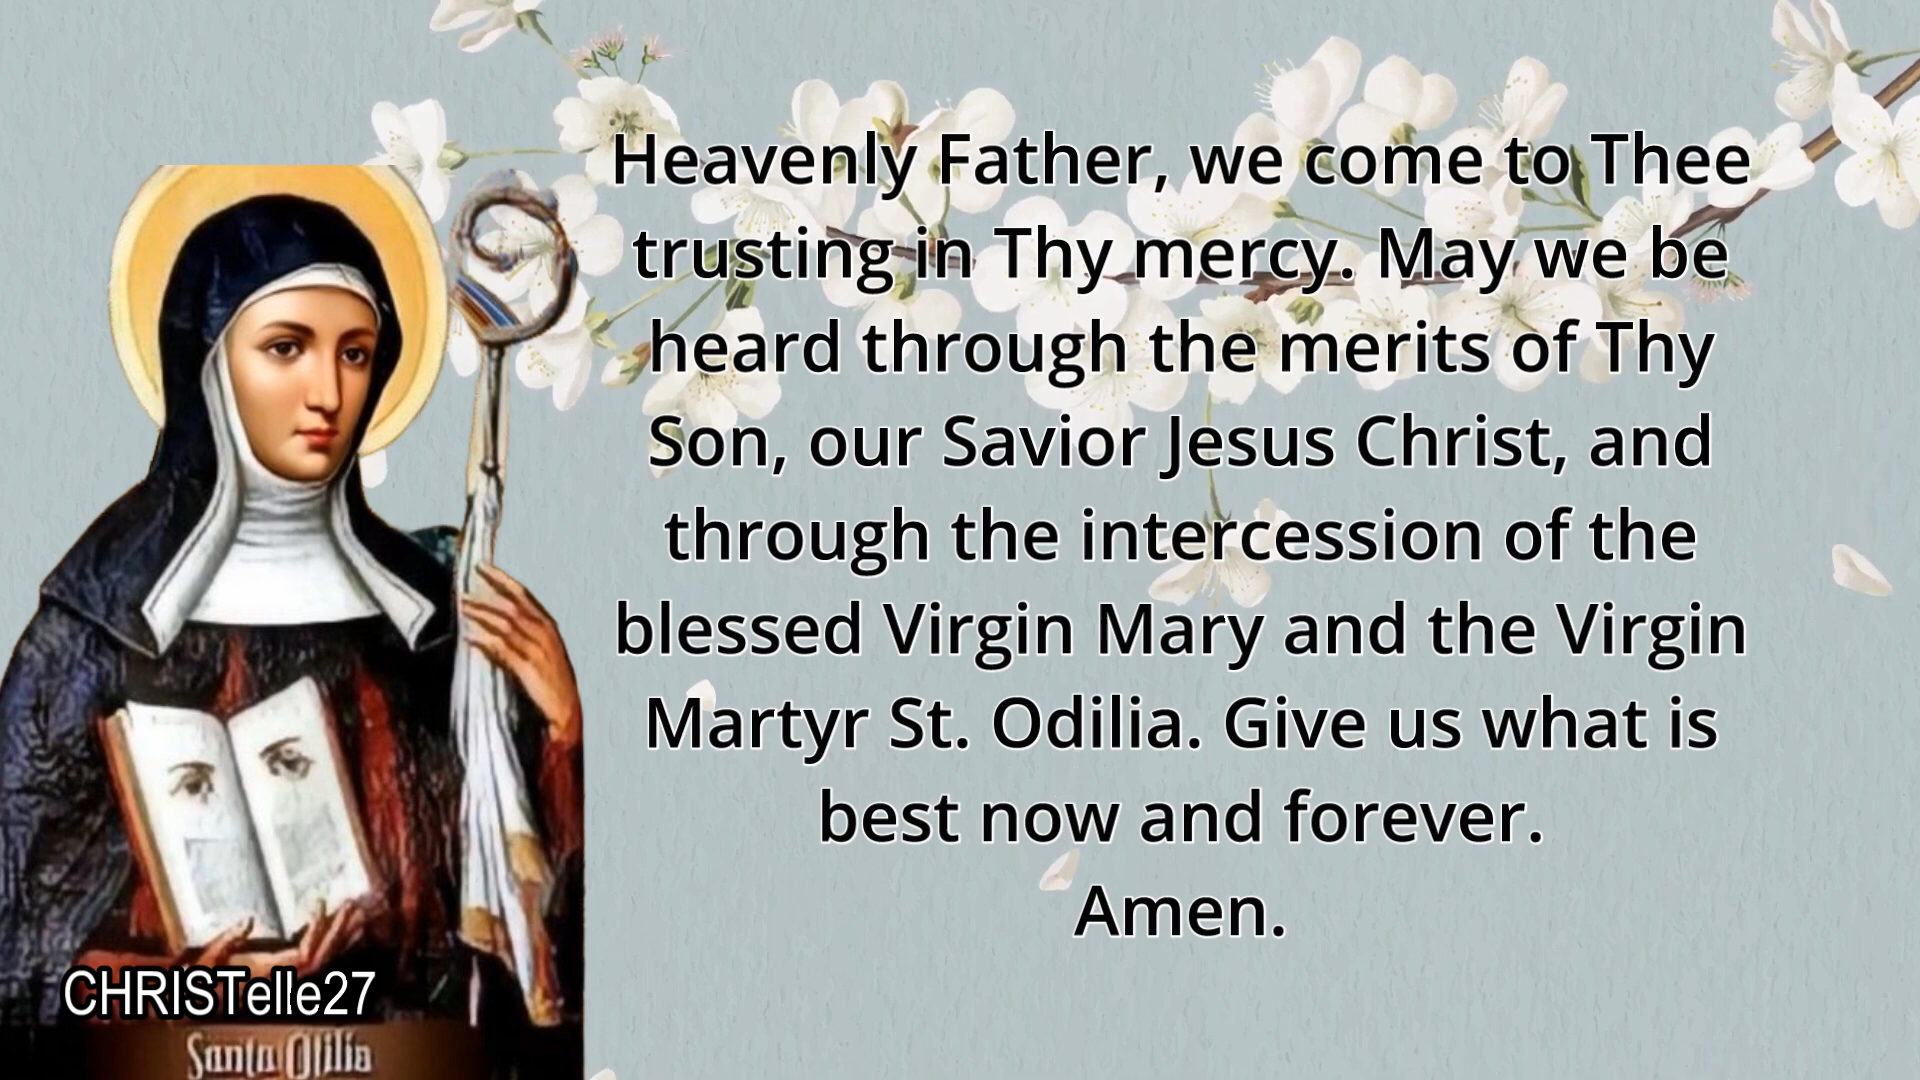 Heavenly Father, we come to Thee
trusting in Thy mercy. May we be
heard through the merits of Thy
Son, our Savior Jesus Christ, and
through the intercession of the
blessed Virgin Mary and the Virgin
Martyr St. Odilia. Give us what is
best now and forever.
Amen.
CHRISTelle27
Santa Otilia